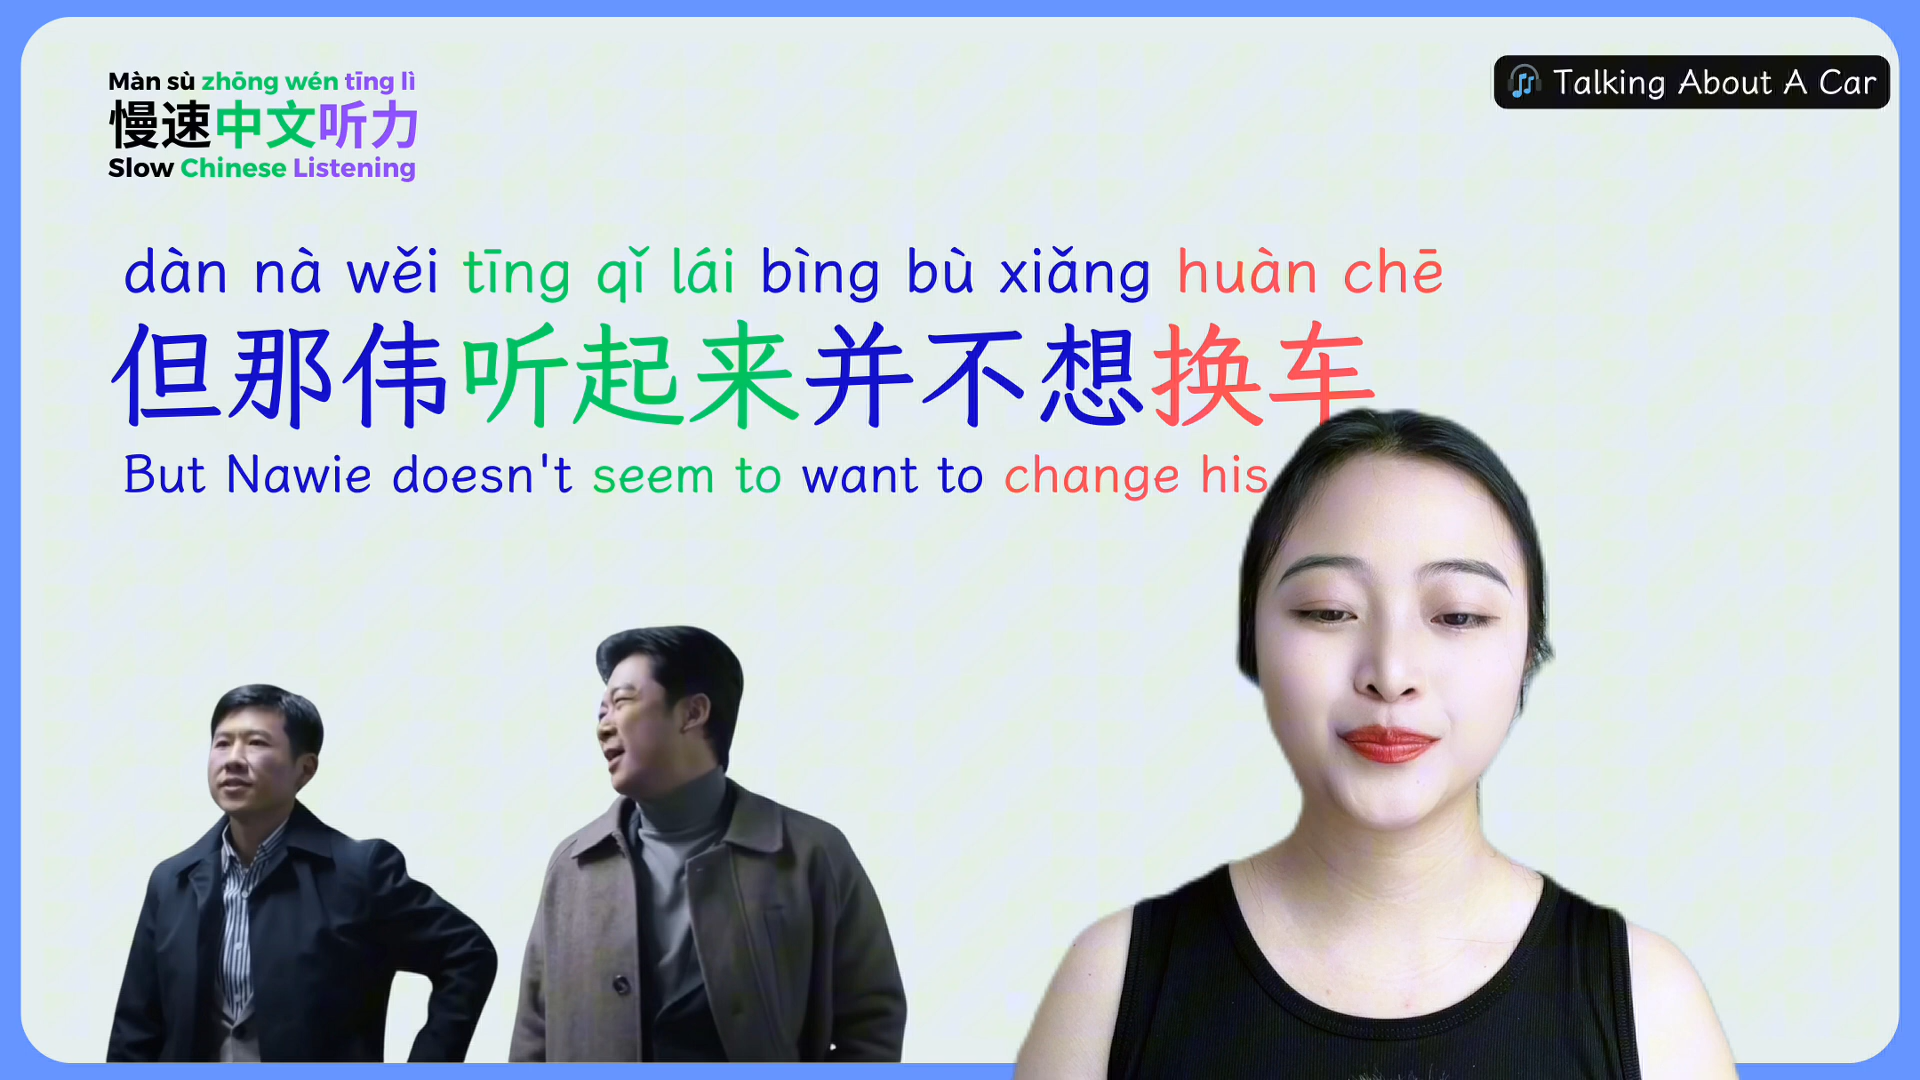 Màn sù zhōng wén tīng lì
慢速中文听力
Slow Chinese Listening
🎧 Talking About A Car
dàn nà wěi tīng qǐ lái bìng bù xiǎng huàn chē
但那伟听起来并不想换车
But Nawie doesn't seem to want to change his